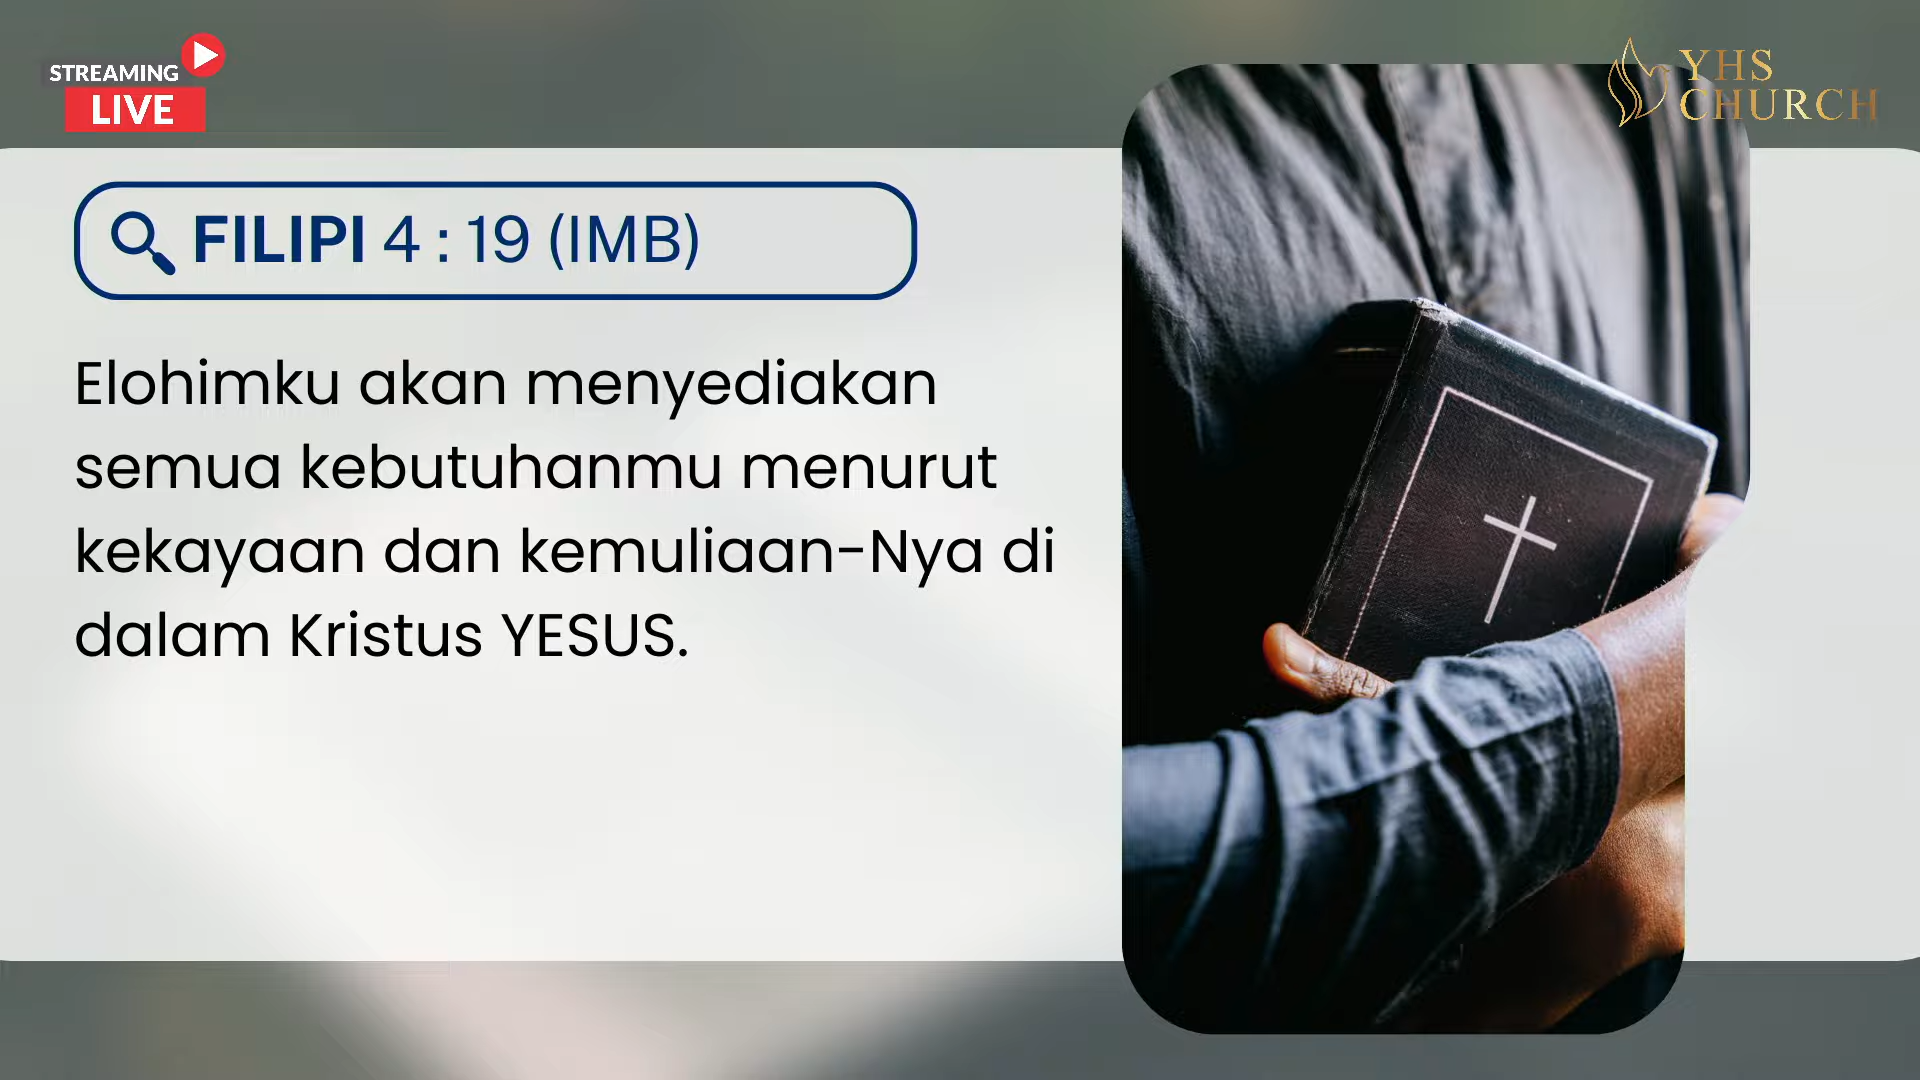 STREAMING
LIVE
YHS
CHURCH
FILIPI 4 : 19 (IMB)
Elohimku akan menyediakan
semua kebutuhanmu menurut
kekayaan dan kemuliaan-Nya di
dalam Kristus YESUS.